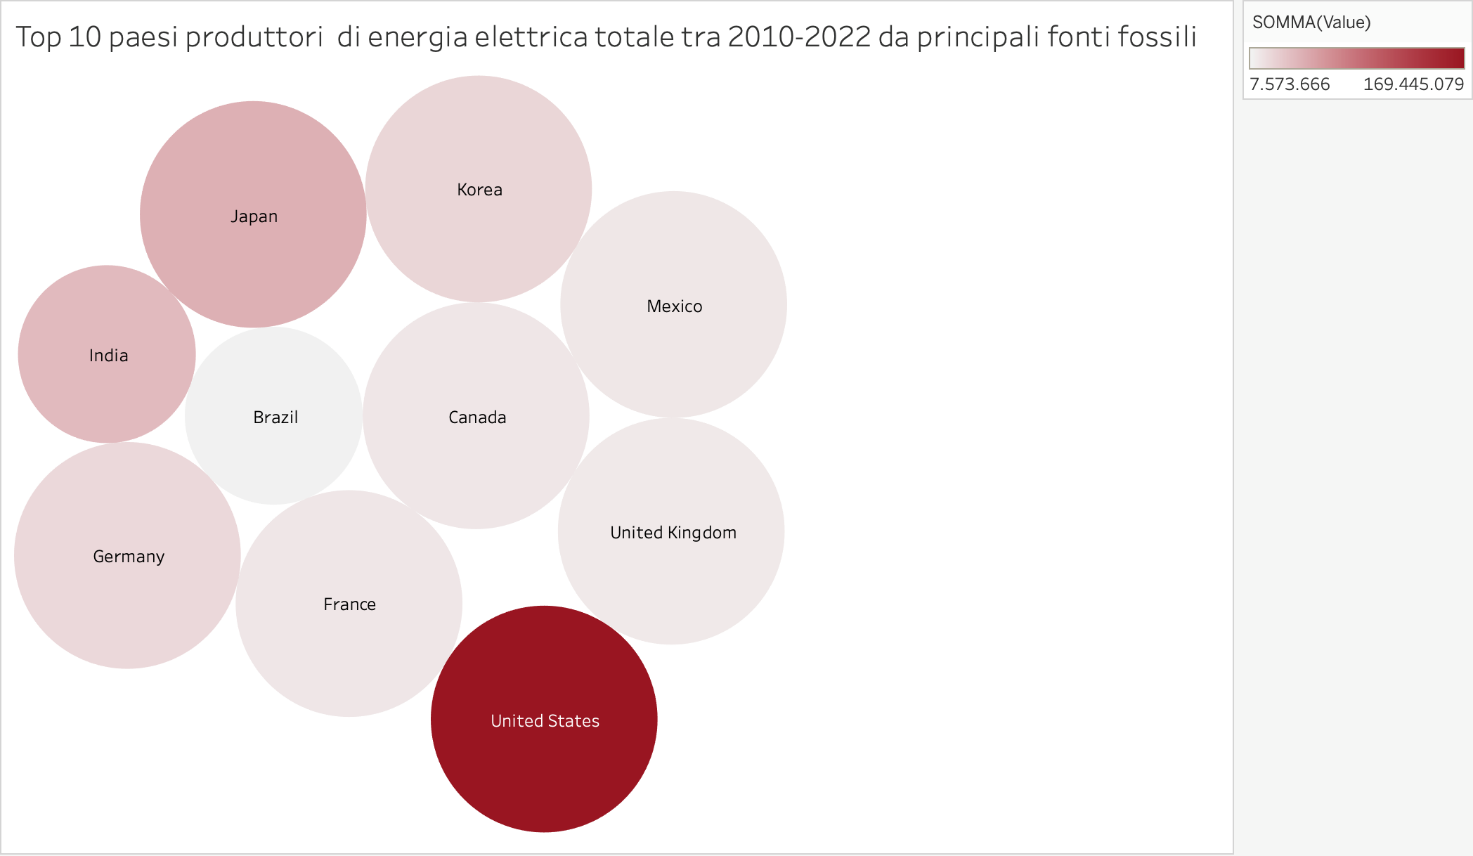 Top 10 paesi produttori  di energia elettrica totale tra 2010-2022 da principali fonti fossili
SOMMA(Value)
7.573.666 169.445.079
Korea
Japan
Mexico
India
Brazil
Canada
United Kingdom
Germany
France
United States